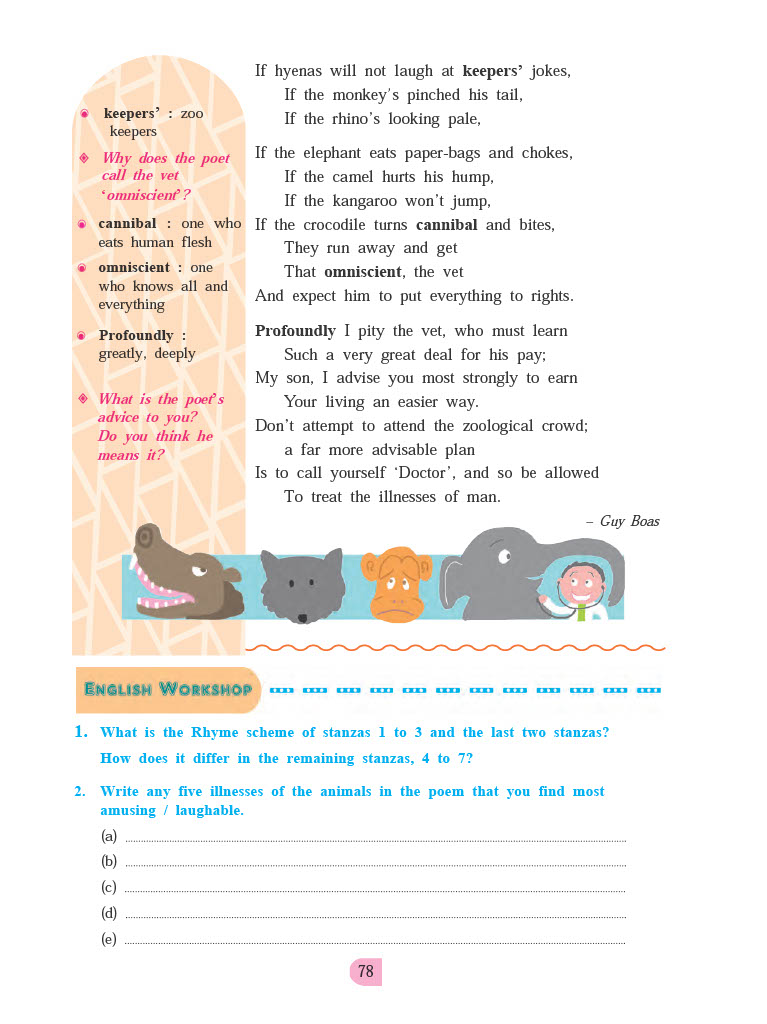 If hyenas will not laugh at keepers’ jokes,
If the monkey’s pinched his tail,
If the rhino’s looking pale,
If the elephant eats paper-bags and chokes,
If the camel hurts his hump,
If the kangaroo won’t jump,
If the crocodile turns cannibal and bites,
They run away and get
That omniscient, the vet
And expect him to put everything to rights.
Profoundly I pity the vet, who must learn
Such a very great deal for his pay;
My son, I advise you most strongly to earn
Your living an easier way.
Don’t attempt to attend the zoological crowd;
a far more advisable plan
Is to call yourself ‘Doctor’, and so be allowed
To treat the illnesses of man.
– Guy Boas
keepers’ : zoo
keepers
Why does the poet
call the vet
‘omniscient’?
cannibal : one who
eats human flesh
omniscient : one
who knows all and
everything
Profoundly :
greatly, deeply
What is the poet’s
advice to you?
Do you think he
means it?
ENGLISH WORKSHOP
1. What is the Rhyme scheme of stanzas 1 to 3 and the last two stanzas?
How does it differ in the remaining stanzas, 4 to 7?
2. Write any five illnesses of the animals in the poem that you find most
amusing / laughable.
(a)
(b)
(c)
(d)
(e)
78